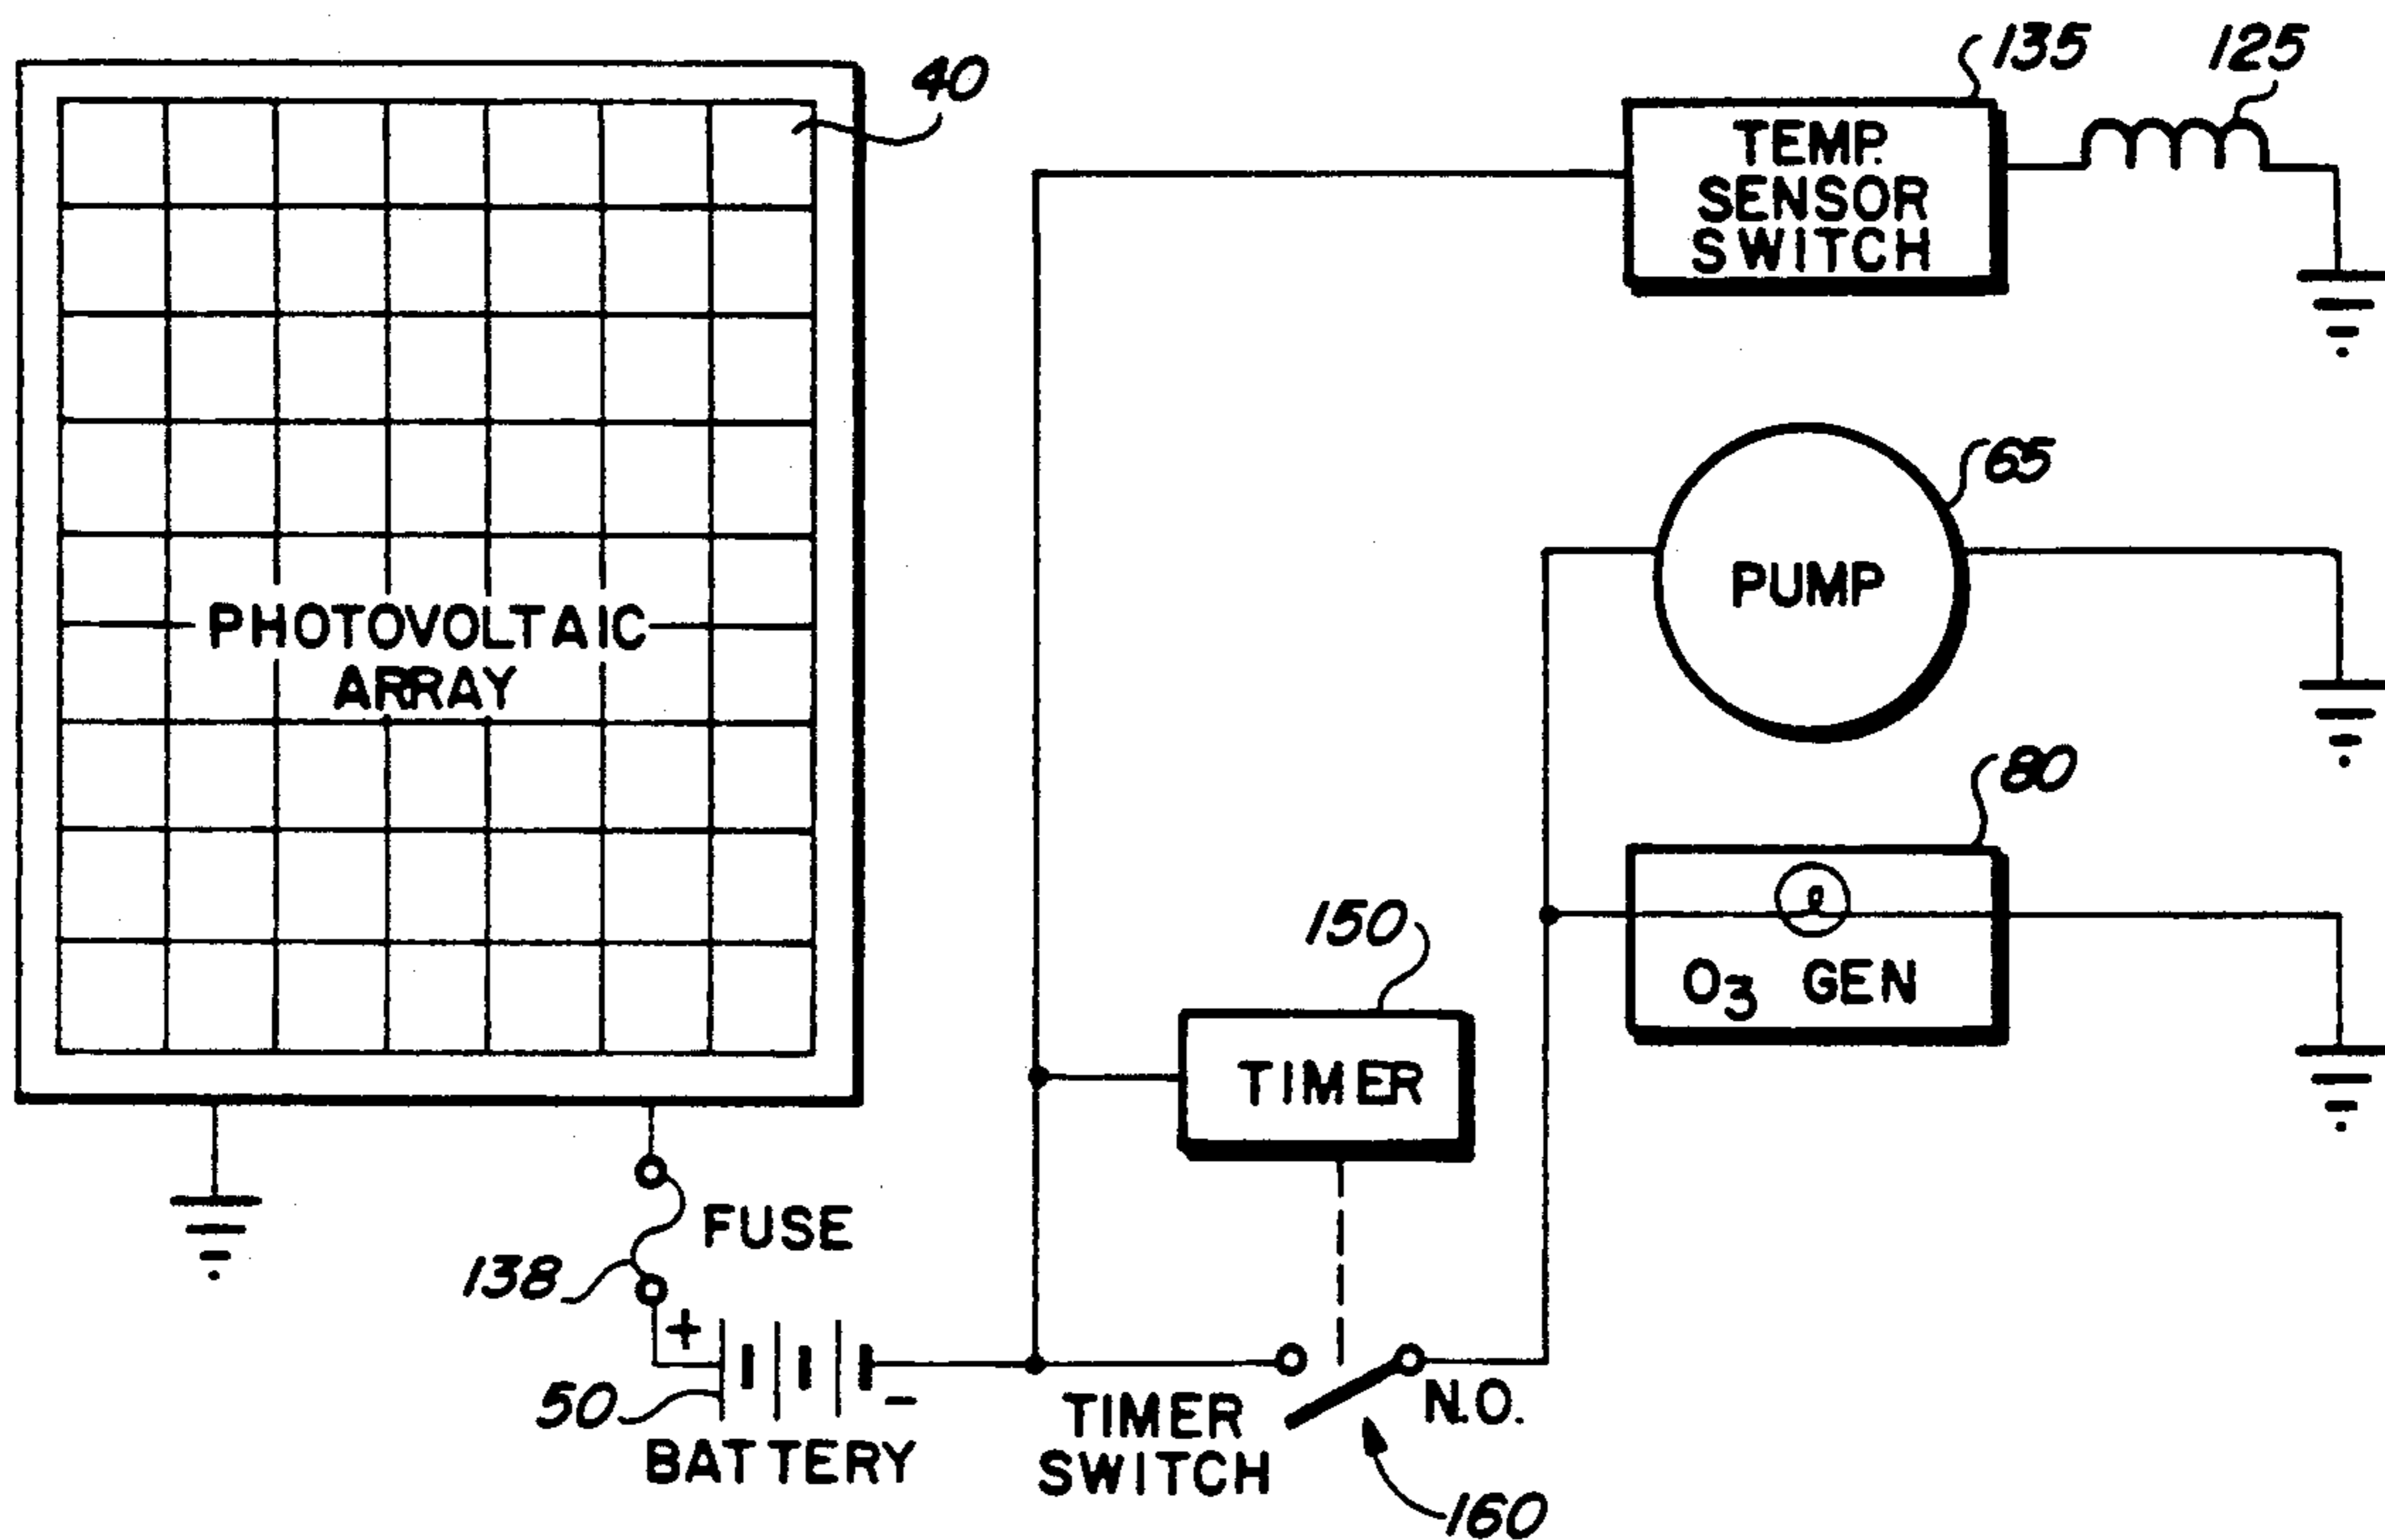 40
135
125
TEMP.
SENSOR
SWITCH
65
PUMP
PHOTOVOLTAIC
ARRAY
80
O3 GEN
150
TIMER
FUSE
138
+
-
50
BATTERY
TIMER
SWITCH
N.O.
160